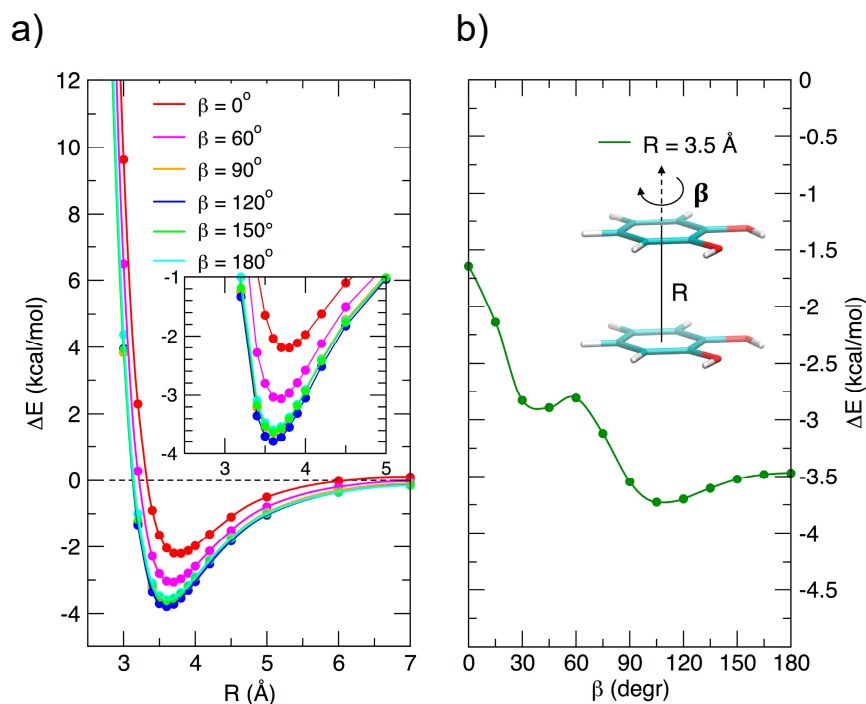 a)
12
10
8
6
4
2
0
-2
-4
ΔE (kcal/mol)
3
4
5
6
7
R (Å)
β = 0°
β = 60°
β = 90°
β = 120°
β = 150°
β = 180°
-1
-2
-3
-4
3
4
5
b)
R = 3.5 Å
β
R
0
-0.5
-1
-1.5
-2
-2.5
-3
-3.5
-4
-4.5
ΔE (kcal/mol)
0
30
60
90
120
150
180
β (degr)